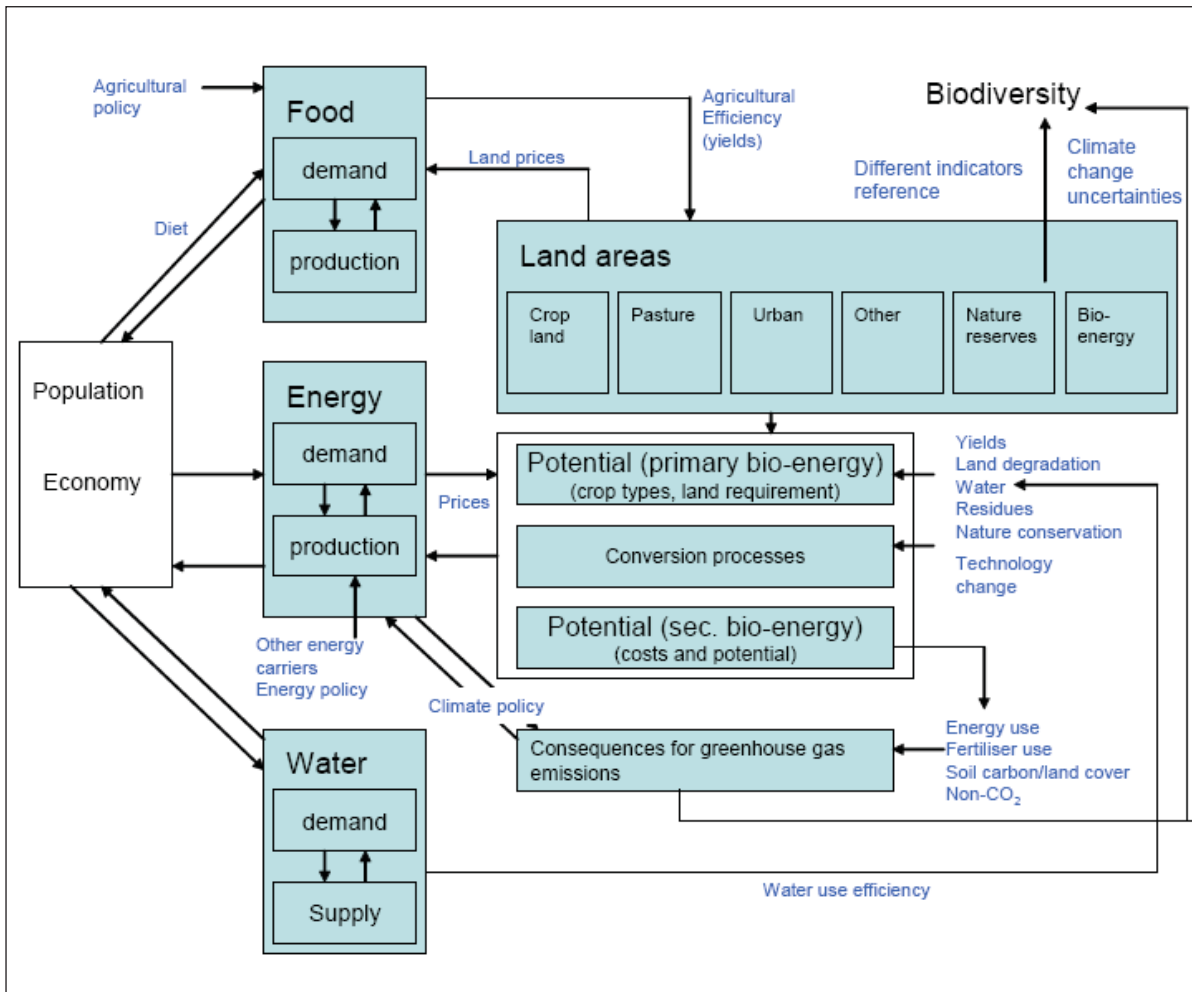 Agricultural
policy
Food
demand
production
Diet
Land prices
Agricultural
Efficiency
(yields)
Biodiversity
Different indicators
reference
Climate
change
uncertainties
Land areas
Crop
land
Pasture
Urban
Other
Nature
reserves
Bio-
energy
Population
Economy
Energy
demand
production
Prices
Other energy
carriers
Energy policy
Potential (primary bio-energy)
(crop types, land requirement)
Conversion processes
Potential (sec. bio-energy)
(costs and potential)
Yields
Land degradation
Water
Residues
Nature conservation
Technology
change
Climate policy
Consequences for greenhouse gas
emissions
Energy use
Fertiliser use
Soil carbon/land cover
Non-CO₂
Water
demand
Supply
Water use efficiency